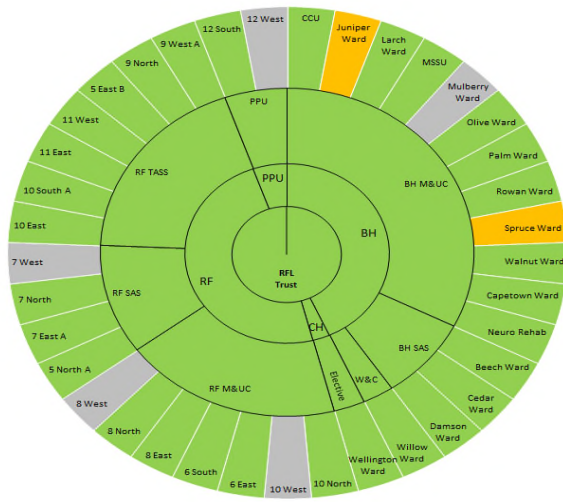 12 West
CCU
Juniper
Ward
Larch
Ward
MSSU
Mulberry
Ward
Olive Ward
Palm Ward
Rowan Ward
Spruce Ward
Walnut Ward
Capetown Ward
Neuro Rehab
Beech Ward
Cedar
Ward
Damson
Ward
Willow
Ward
Wellington
Ward
10 North
10 West
6 East
6 South
8 East
8 North
8 West
5 North A
7 East A
7 North
7 West
10 East
10 South A
11 East
11 West
5 East B
9 North
9 West A
12 South
PPU
BH M&UC
BH SAS
W&C
Elective
RF M&UC
RF SAS
RF TASS
PPU
BH
CH
RF
RFL
Trust